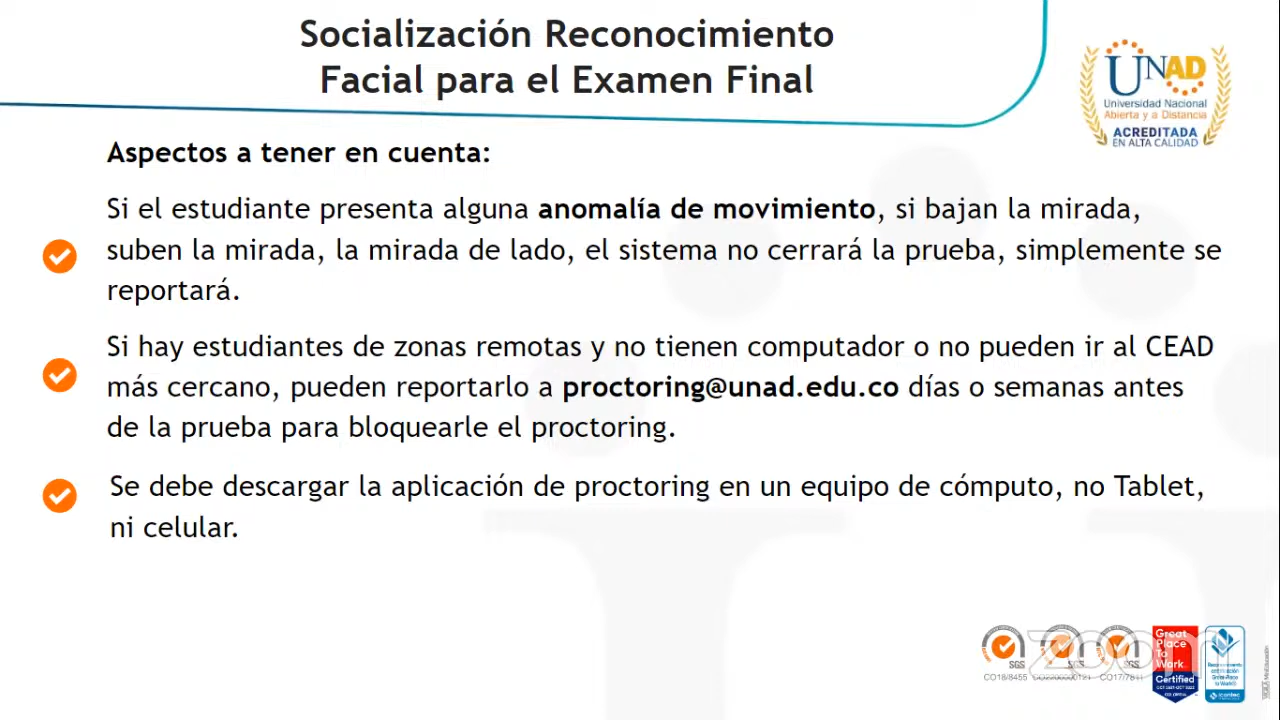 Socialización Reconocimiento
Facial para el Examen Final
UNAD
Universidad Nacional
Abierta y a Distancia
ACREDITADA
EN ALTA CALIDAD
Aspectos a tener en cuenta:
Si el estudiante presenta alguna anomalía de movimiento, si bajan la mirada,
suben la mirada, la mirada de lado, el sistema no cerrará la prueba, simplemente se
reportará.
Si hay estudiantes de zonas remotas y no tienen computador o no pueden ir al CEAD
más cercano, pueden reportarlo a proctoring@unad.edu.co días o semanas antes
de la prueba para bloquearle el proctoring.
Se debe descargar la aplicación de proctoring en un equipo de cómputo, no Tablet,
ni celular.
zoom
SGS
SGS
SGS
CO18/8455
Great
Place
To
Work.
Certified
icontec